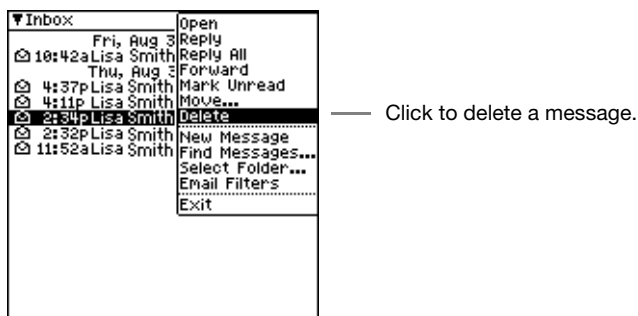 ▼Inbox
Fri, Aug 3
10:42a Lisa Smith
Thu, Aug 3
4:37p Lisa Smith
4:11p Lisa Smith
2:34p Lisa Smith
2:32p Lisa Smith
11:52a Lisa Smith
Open
Reply
Reply All
Forward
Mark Unread
Move...
Delete
New Message
Find Messages...
Select Folder...
Email Filters
Exit
Click to delete a message.